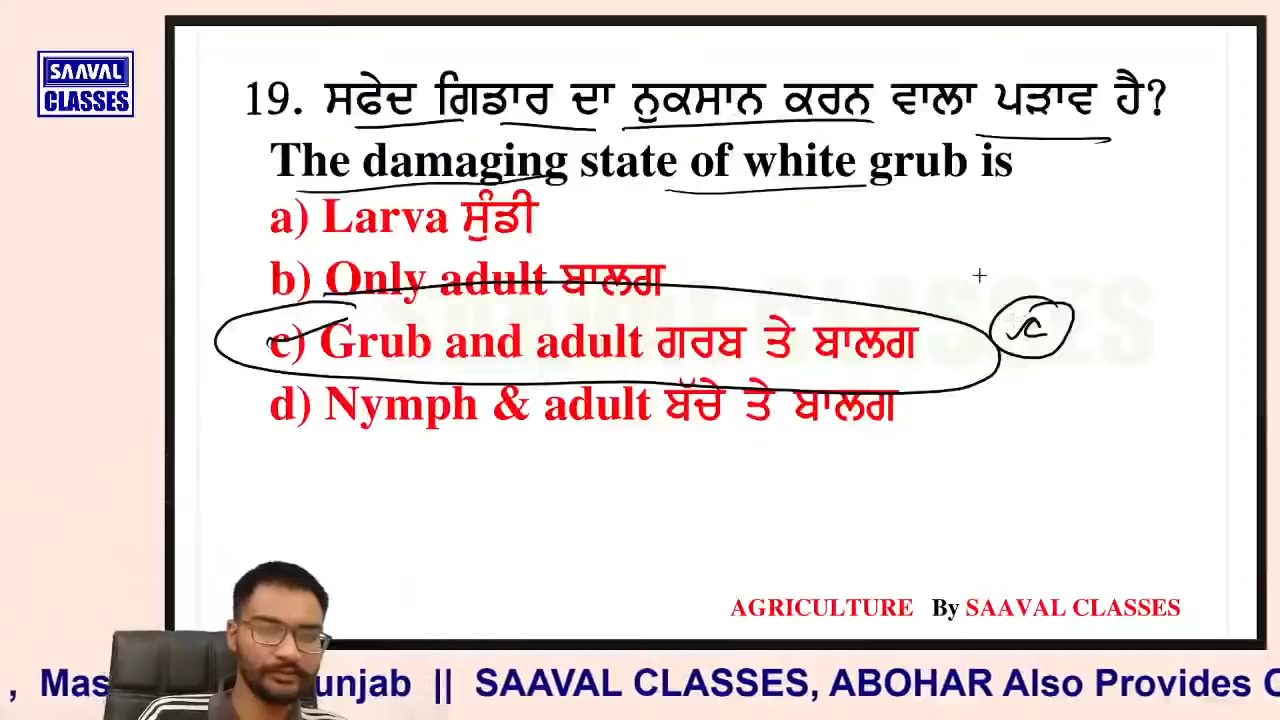 SAAVAL
CLASSES
19. ਸਫੇਦ ਗਿਡਾਰ ਦਾ ਨੁਕਸਾਨ ਕਰਨ ਵਾਲਾ ਪੜਾਵ ਹੈ?
The damaging state of white grub is
a) Larva ਸੁੰਡੀ
b) Only adult ਬਾਲਗ
c) Grub and adult ਗਰਬ ਤੇ ਬਾਲਗ
d) Nymph & adult ਬੱਚੇ ਤੇ ਬਾਲਗ
AGRICULTURE By SAAVAL CLASSES
, Mas unjab || SAAVAL CLASSES, ABOHAR Also Provides C